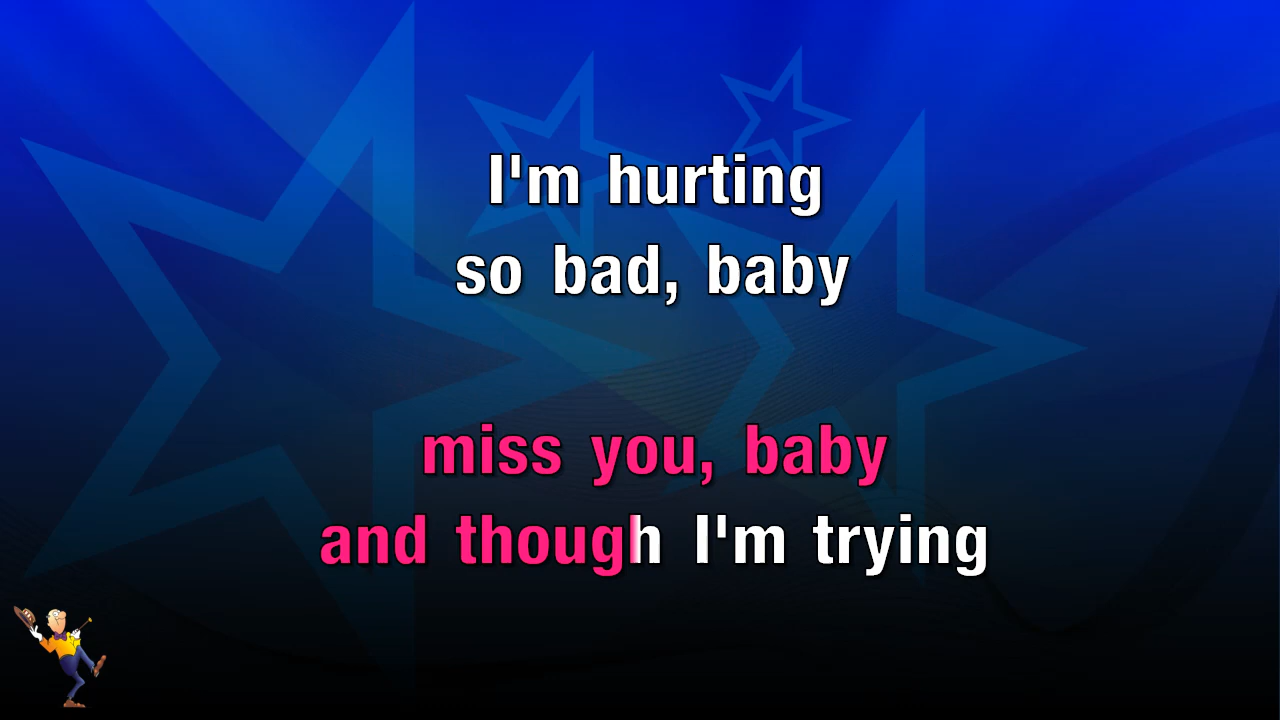 I'm hurting
so bad, baby
miss you, baby
and though I'm trying